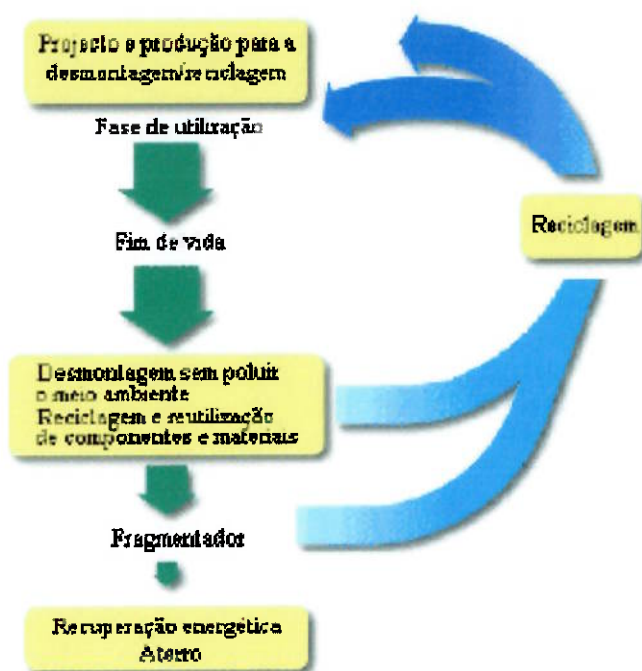 Projecto e produção para a
desmontagem/reciclagem
Fase de utilização
Fim de vida
Reciclagem
Desmontagem sem poluir
o meio ambiente
Reciclagem e reutilização
de componentes e materiais
Fragmentador
Recuperação energética
Aterro